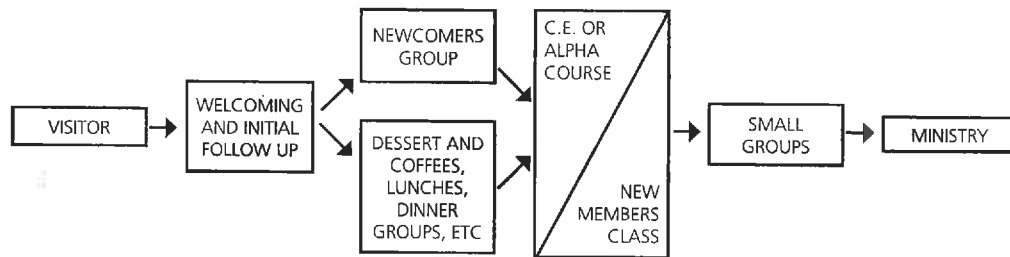 VISITOR
WELCOMING
AND INITIAL
FOLLOW UP
NEWCOMERS
GROUP
DESSERT AND
COFFEES,
LUNCHES,
DINNER
GROUPS, ETC
C.E. OR
ALPHA
COURSE
NEW
MEMBERS
CLASS
SMALL
GROUPS
MINISTRY